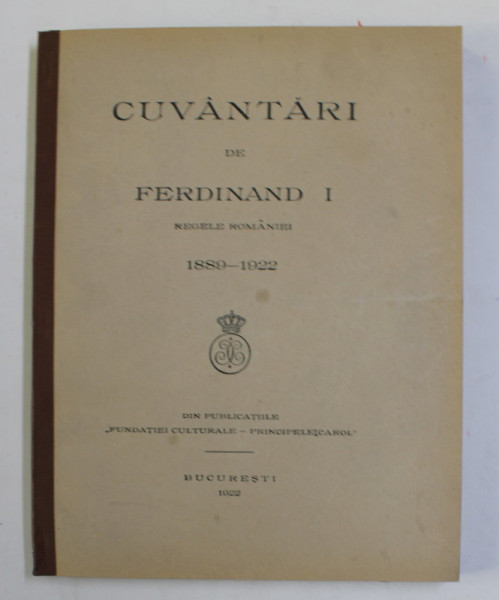 CUVÂNTĂRI
DE
FERDINAND I
REGELE ROMÂNIEI
1889—1922
DIN PUBLICAȚIILE
„FUNDAȚIEI CULTURALE – PRINCIPELE CAROL"
BUCUREȘTI
1922